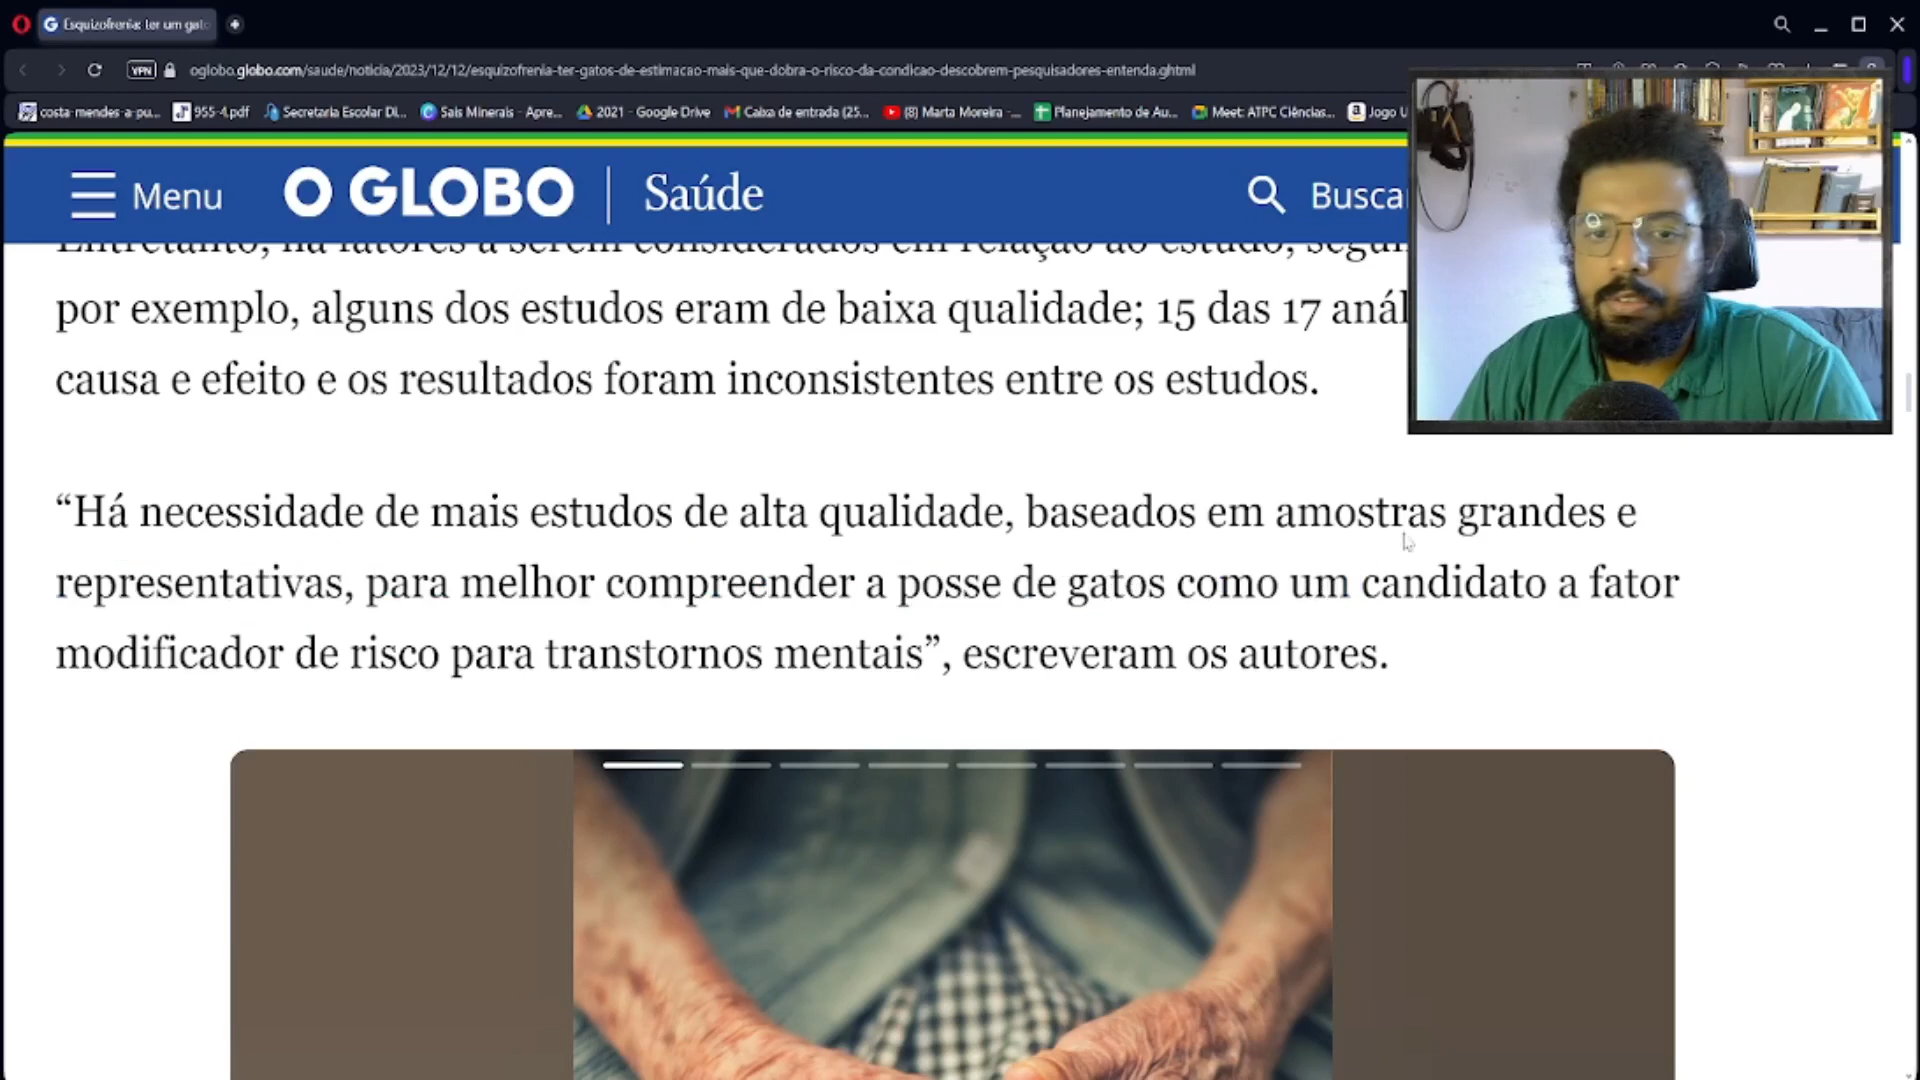 Esquizofrenia: ter um gat
VPN
oglobo.globo.com/saude/noticia/2023/12/12/esquizofrenia-ter-gatos-de-estimacao-mais-que-dobra-o-risco-da-condicao-descobrem-pesquisadores-entenda.ghtml
costa-mendes-a-pu... 955-4.pdf Secretaria Escolar Di... Sais Minerais - Apre... 2021 - Google Drive Caixa de entrada (25... (8) Marta Moreira -... Planejamento de Au... Meet: ATPC Ciências... Jogo U
Menu O GLOBO Saúde Busca
Entretanto, há fatores a serem considerados em relação ao estudo,
por exemplo, alguns dos estudos eram de baixa qualidade; 15 das 17 anál
causa e efeito e os resultados foram inconsistentes entre os estudos.
“Há necessidade de mais estudos de alta qualidade, baseados em amostras grandes e
representativas, para melhor compreender a posse de gatos como um candidato a fator
modificador de risco para transtornos mentais”, escreveram os autores.